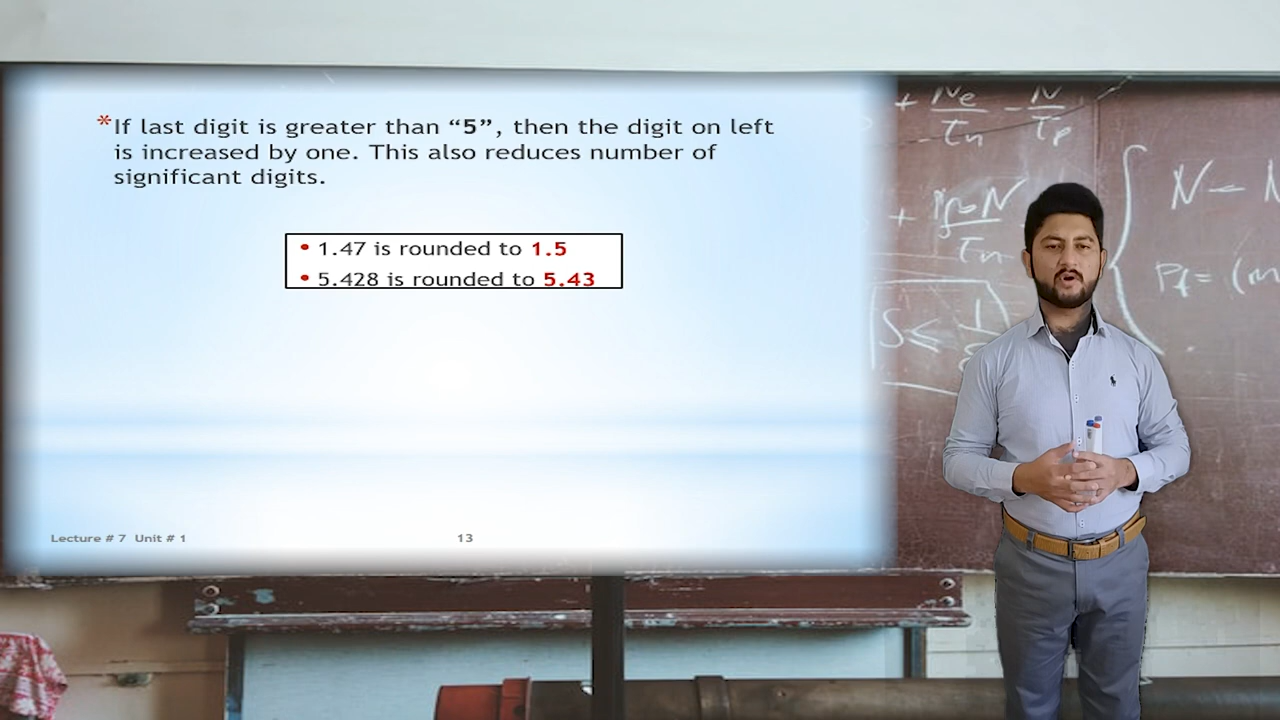 * If last digit is greater than “5”, then the digit on left
is increased by one. This also reduces number of
significant digits.
• 1.47 is rounded to 1.5
• 5.428 is rounded to 5.43
Lecture # 7 Unit # 1
13